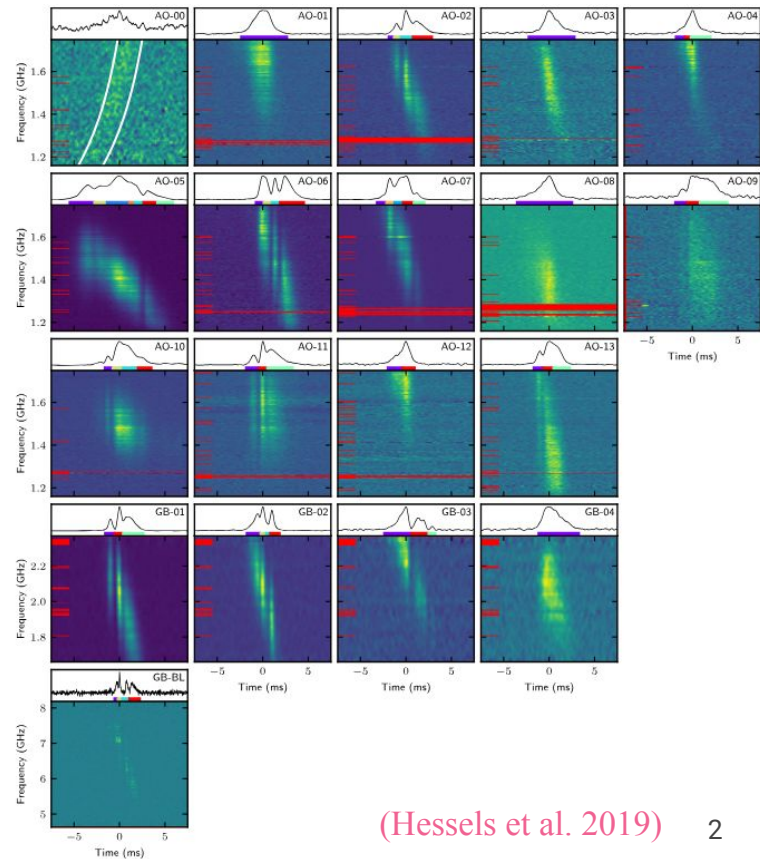 AO-00 AO-01 AO-02 AO-03 AO-04
Frequency (GHz)
1.6
1.4
1.2
AO-05 AO-06 AO-07 AO-08 AO-09
Frequency (GHz)
1.6
1.4
1.2
−5 0 5
Time (ms)
AO-10 AO-11 AO-12 AO-13
Frequency (GHz)
1.6
1.4
1.2
GB-01 GB-02 GB-03 GB-04
Frequency (GHz)
2.2
2.0
1.8
−5 0 5 −5 0 5 −5 0 5
Time (ms) Time (ms) Time (ms)
GB-BL
Frequency (GHz)
8
7
6
5
−5 0 5
Time (ms)
(Hessels et al. 2019) 2